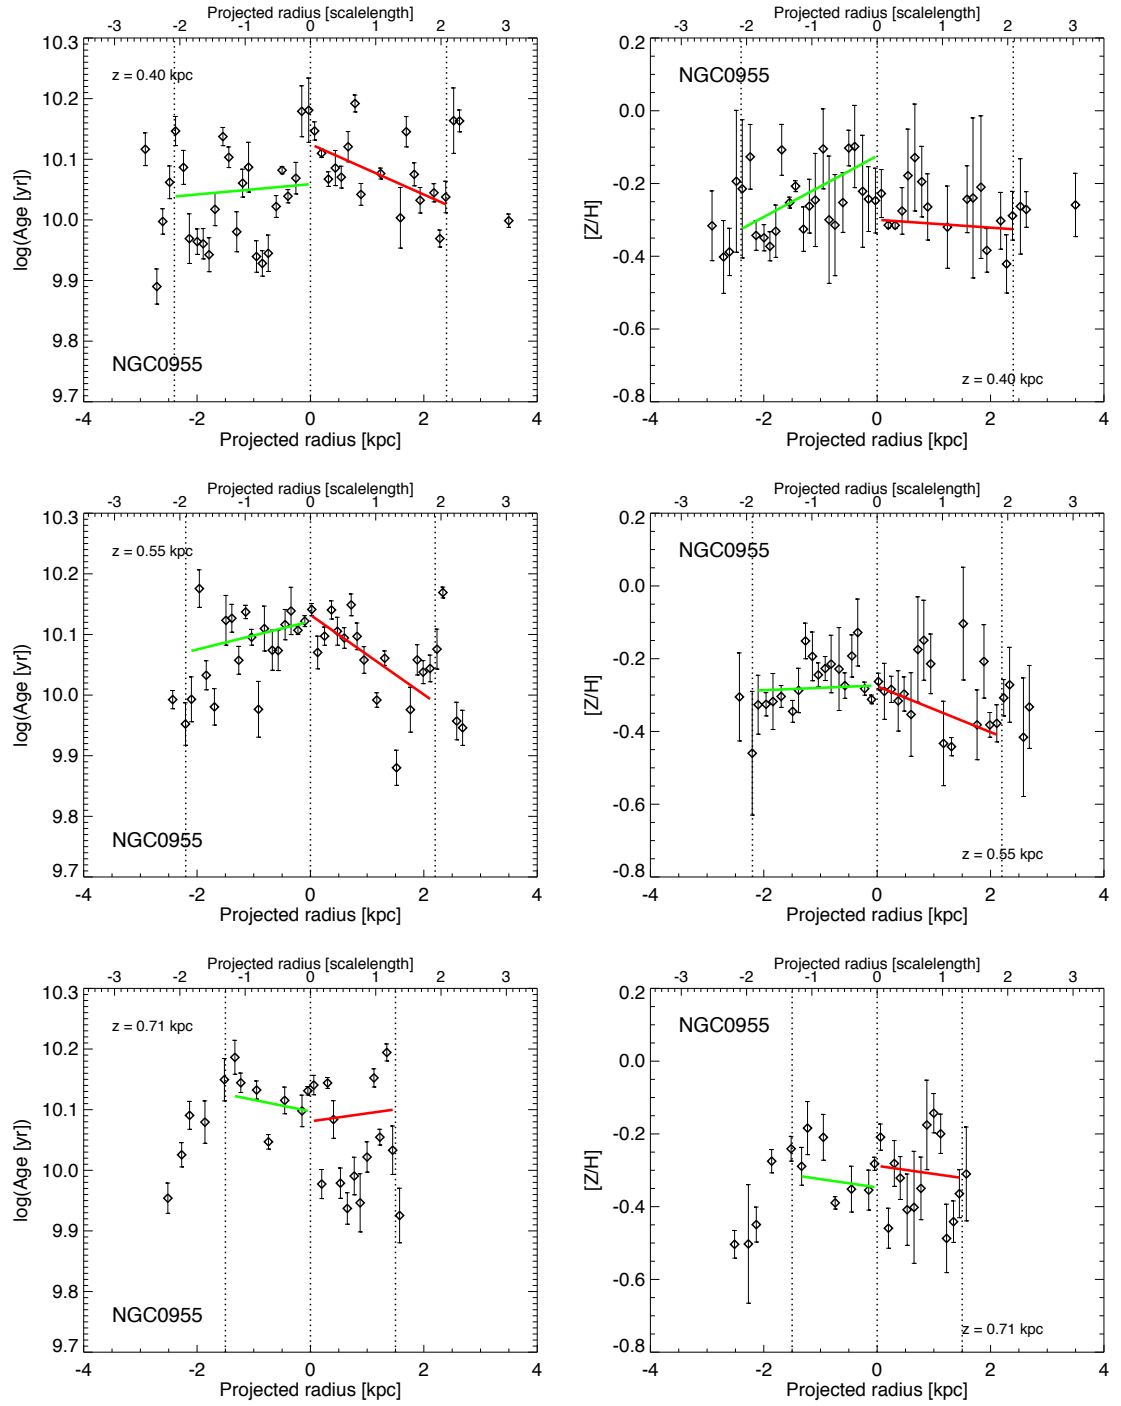 Projected radius [scalelength]
-3 -2 -1 0 1 2 3
10.3
10.2
10.1
10.0
9.9
9.8
9.7
log(Age [yr])
z = 0.40 kpc
NGC0955
-4 -2 0 2 4
Projected radius [kpc]
Projected radius [scalelength]
-3 -2 -1 0 1 2 3
0.2
0.0
-0.2
-0.4
-0.6
-0.8
[Z/H]
NGC0955
z = 0.40 kpc
-4 -2 0 2 4
Projected radius [kpc]
Projected radius [scalelength]
-3 -2 -1 0 1 2 3
10.3
10.2
10.1
10.0
9.9
9.8
9.7
log(Age [yr])
z = 0.55 kpc
NGC0955
-4 -2 0 2 4
Projected radius [kpc]
Projected radius [scalelength]
-3 -2 -1 0 1 2 3
0.2
0.0
-0.2
-0.4
-0.6
-0.8
[Z/H]
NGC0955
z = 0.55 kpc
-4 -2 0 2 4
Projected radius [kpc]
Projected radius [scalelength]
-3 -2 -1 0 1 2 3
10.3
10.2
10.1
10.0
9.9
9.8
9.7
log(Age [yr])
z = 0.71 kpc
NGC0955
-4 -2 0 2 4
Projected radius [kpc]
Projected radius [scalelength]
-3 -2 -1 0 1 2 3
0.2
0.0
-0.2
-0.4
-0.6
-0.8
[Z/H]
NGC0955
z = 0.71 kpc
-4 -2 0 2 4
Projected radius [kpc]